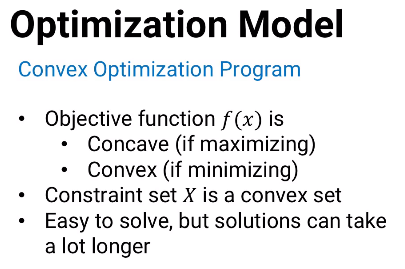 Optimization Model
Convex Optimization Program
• Objective function f(x) is
• Concave (if maximizing)
• Convex (if minimizing)
• Constraint set X is a convex set
• Easy to solve, but solutions can take
a lot longer